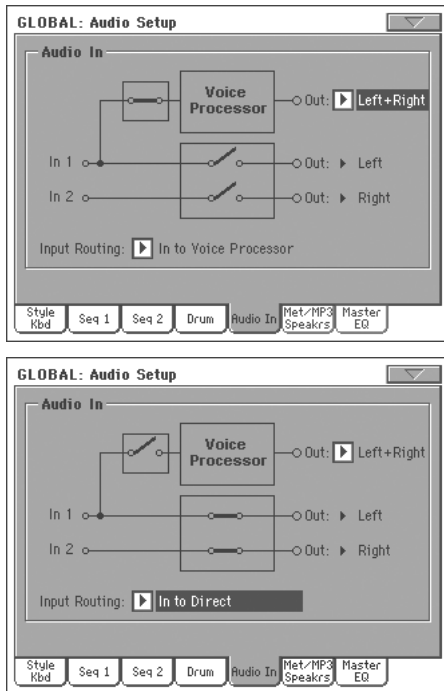 GLOBAL: Audio Setup
Audio In
Voice
Processor
Out: Left+Right
In 1
Out: Left
In 2
Out: Right
Input Routing: In to Voice Processor
Style
Kbd
Seq 1
Seq 2
Drum
Audio In
Met/MP3
Speakrs
Master
EQ
GLOBAL: Audio Setup
Audio In
Voice
Processor
Out: Left+Right
In 1
Out: Left
In 2
Out: Right
Input Routing: In to Direct
Style
Kbd
Seq 1
Seq 2
Drum
Audio In
Met/MP3
Speakrs
Master
EQ